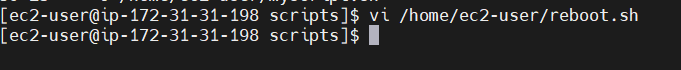 [ec2-user@ip-172-31-31-198 scripts]$ vi /home/ec2-user/reboot.sh
[ec2-user@ip-172-31-31-198 scripts]$